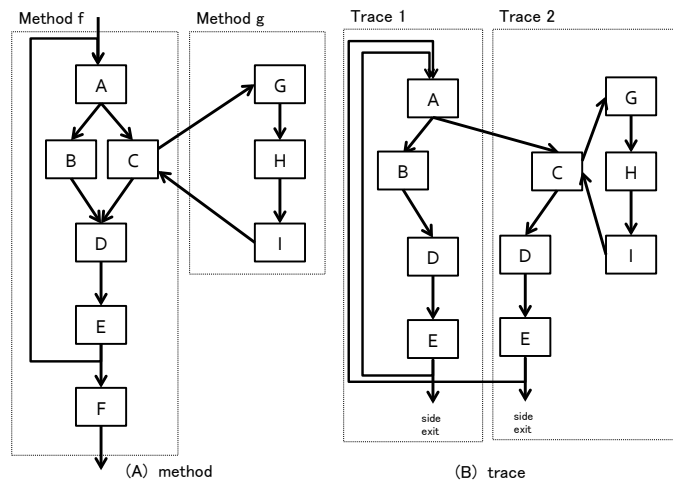 Method f
Method g
A
B
C
D
E
F
G
H
I
(A) method
Trace 1
Trace 2
A
B
D
E
side
exit
C
D
E
side
exit
G
H
I
(B) trace